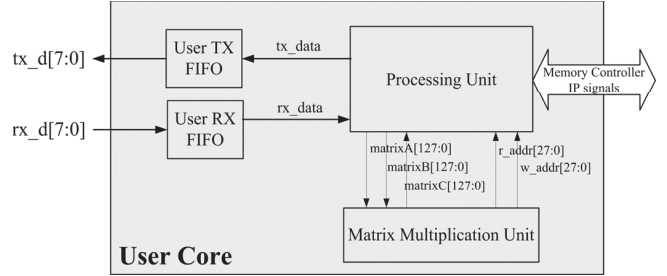 tx_d[7:0]
User TX
FIFO
tx_data
Processing Unit
Memory Controller
IP signals
rx_d[7:0]
User RX
FIFO
rx_data
matrixA[127:0]
matrixB[127:0]
matrixC[127:0]
r_addr[27:0]
w_addr[27:0]
Matrix Multiplication Unit
User Core